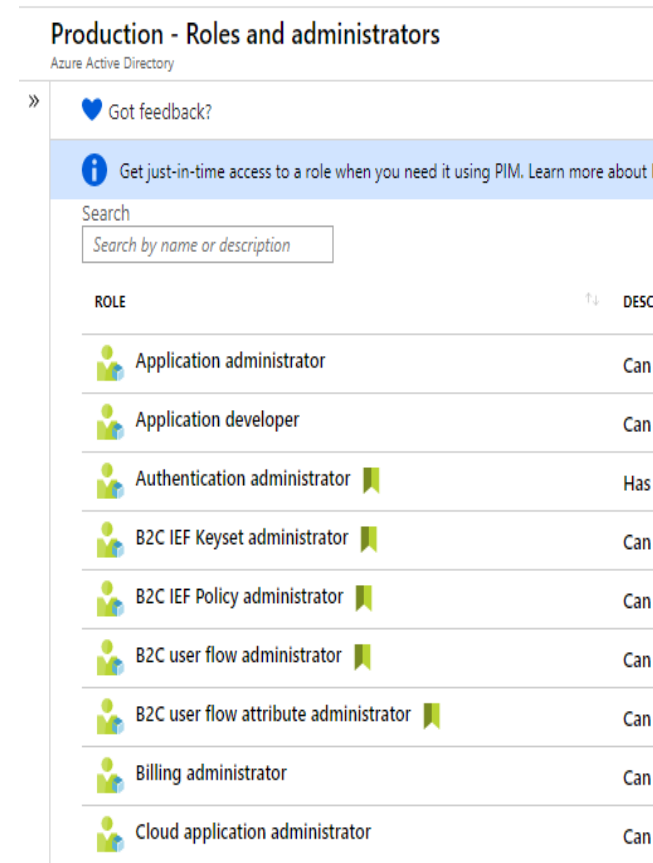 Production - Roles and administrators
Azure Active Directory
»
Got feedback?
Get just-in-time access to a role when you need it using PIM. Learn more about
Search
Search by name or description
ROLE ↑↓ DESC
Application administrator Can
Application developer Can
Authentication administrator Has
B2C IEF Keyset administrator Can
B2C IEF Policy administrator Can
B2C user flow administrator Can
B2C user flow attribute administrator Can
Billing administrator Can
Cloud application administrator Can